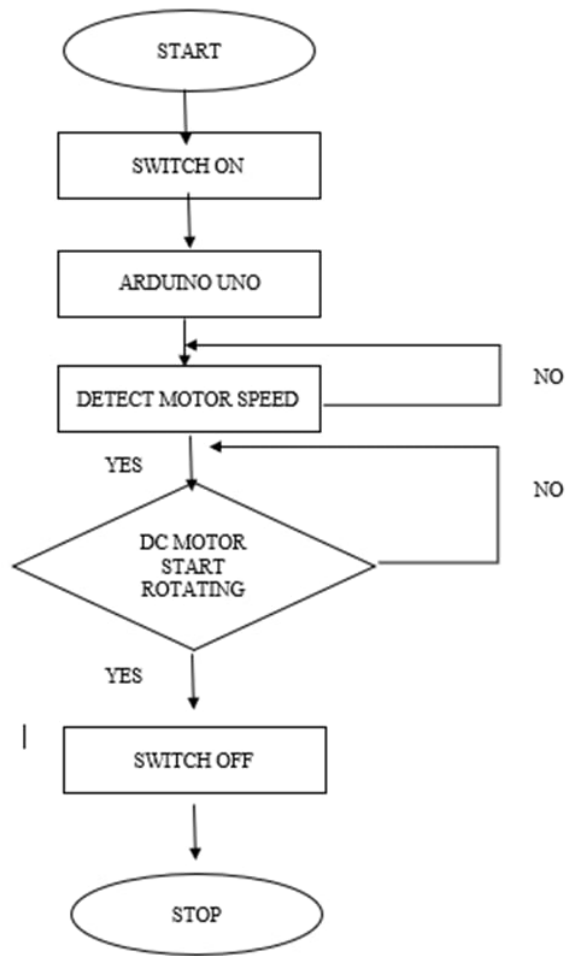 START
SWITCH ON
ARDUINO UNO
NO
DETECT MOTOR SPEED
YES
NO
DC MOTOR
START
ROTATING
YES
SWITCH OFF
STOP